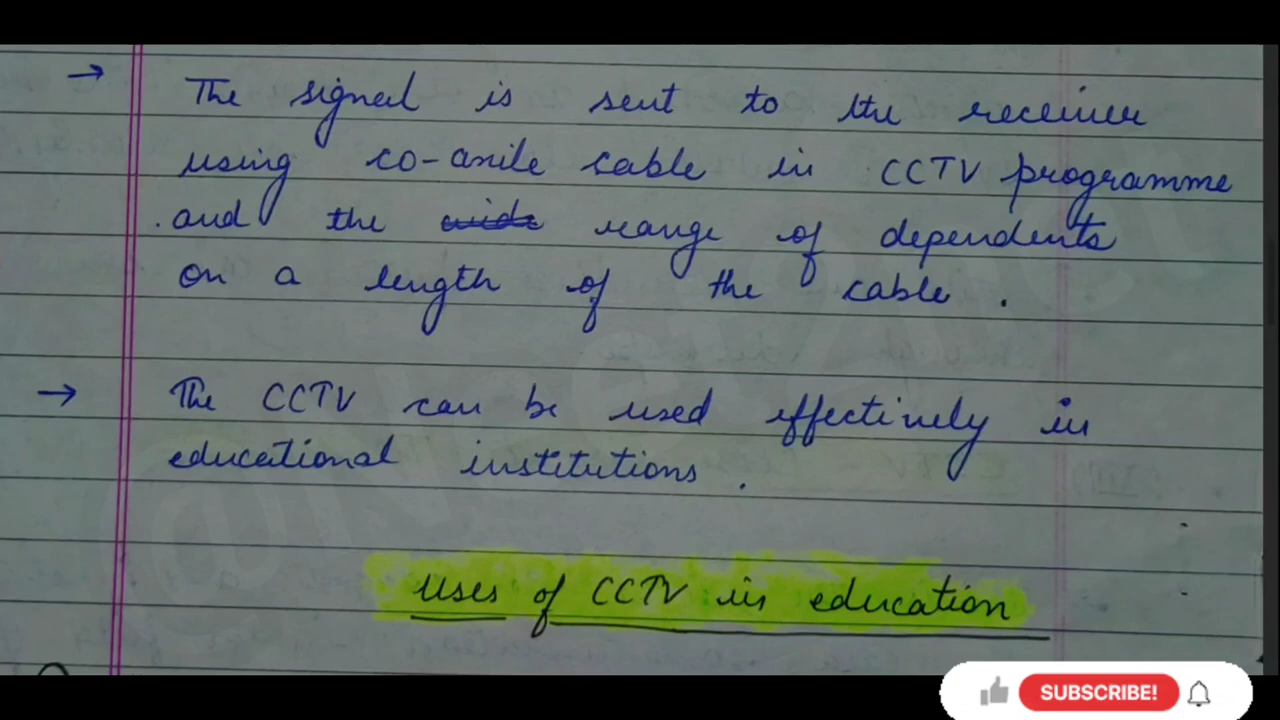 → The signal is sent to the receiver
using co-axile cable in CCTV programme
.and the wide range of dependents
on a length of the cable .
→ The CCTV can be used effectively in
educational institutions .
Uses of CCTV in education
SUBSCRIBE!